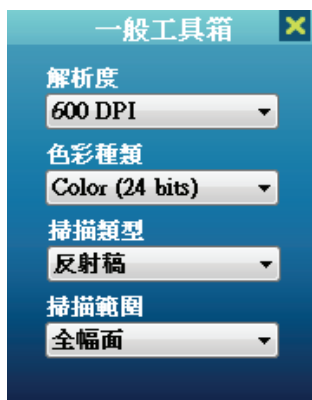 一般工具箱
解析度
600 DPI
色彩種類
Color (24 bits)
掃描類型
反射稿
掃描範圍
全幅面